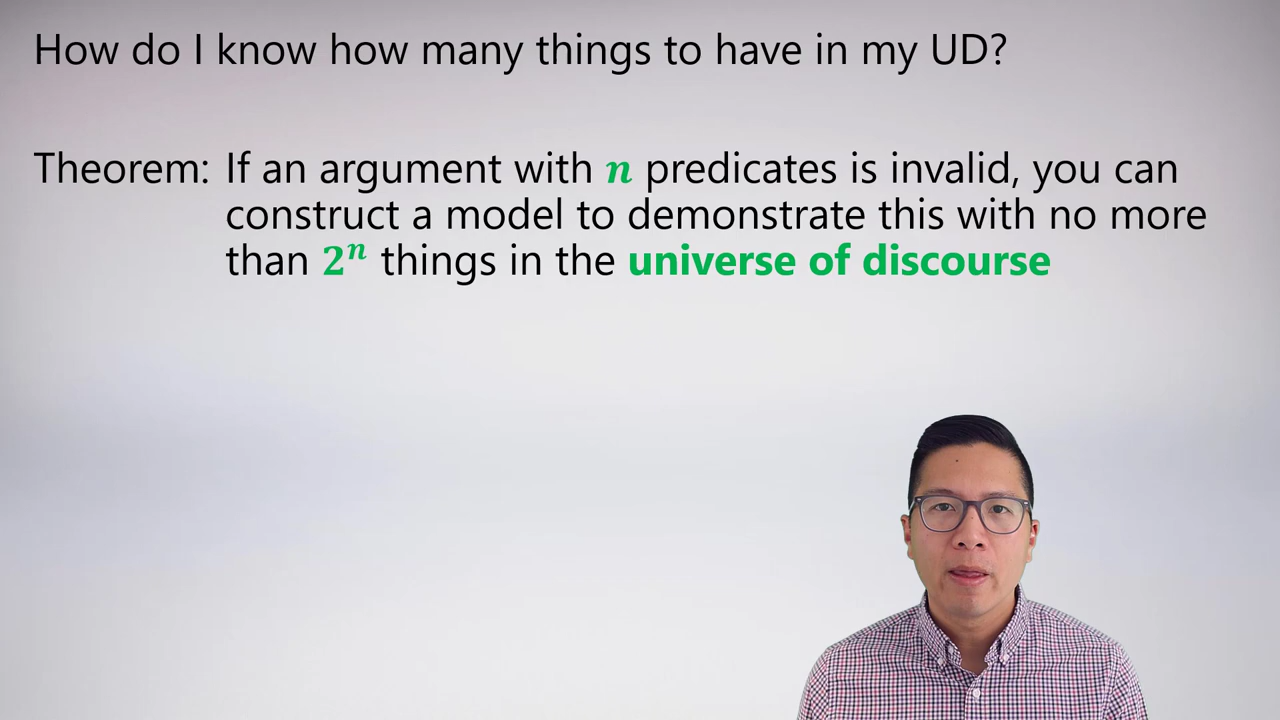 How do I know how many things to have in my UD?
Theorem: If an argument with n predicates is invalid, you can
construct a model to demonstrate this with no more
than 2ⁿ things in the universe of discourse